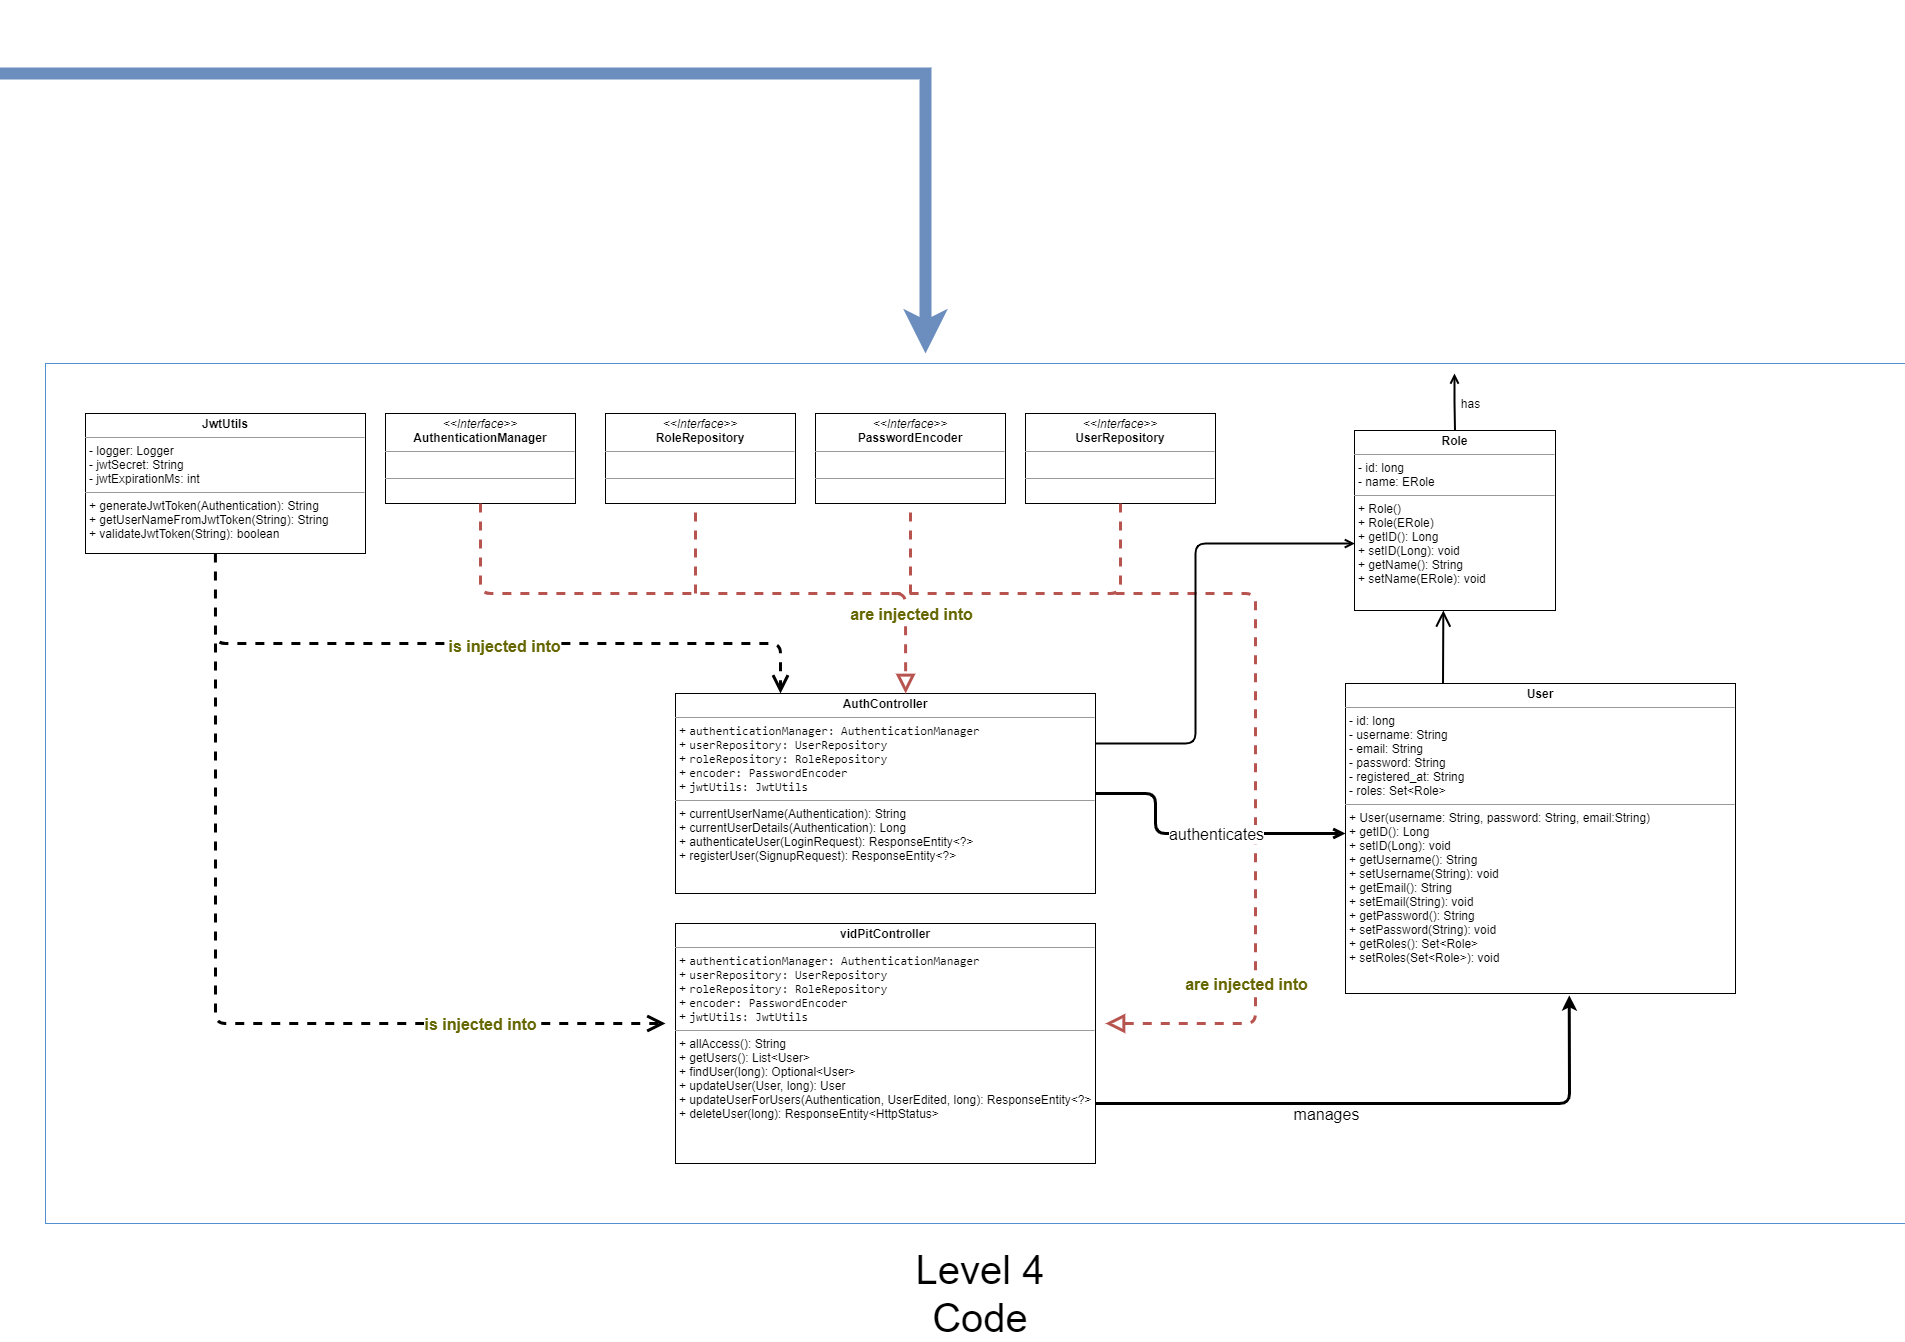 JwtUtils
- logger: Logger
- jwtSecret: String
- jwtExpirationMs: int
+ generateJwtToken(Authentication): String
+ getUserNameFromJwtToken(String): String
+ validateJwtToken(String): boolean
<<Interface>>
AuthenticationManager
<<Interface>>
RoleRepository
<<Interface>>
PasswordEncoder
<<Interface>>
UserRepository
has
Role
- id: long
- name: ERole
+ Role()
+ Role(ERole)
+ getID(): Long
+ setID(Long): void
+ getName(): String
+ setName(ERole): void
are injected into
is injected into
AuthController
+ authenticationManager: AuthenticationManager
+ userRepository: UserRepository
+ roleRepository: RoleRepository
+ encoder: PasswordEncoder
+ jwtUtils: JwtUtils
+ currentUserName(Authentication): String
+ currentUserDetails(Authentication): Long
+ authenticateUser(LoginRequest): ResponseEntity<?>
+ registerUser(SignupRequest): ResponseEntity<?>
authenticates
User
- id: long
- username: String
- email: String
- password: String
- registered_at: String
- roles: Set<Role>
+ User(username: String, password: String, email:String)
+ getID(): Long
+ setID(Long): void
+ getUsername(): String
+ setUsername(String): void
+ getEmail(): String
+ setEmail(String): void
+ getPassword(): String
+ setPassword(String): void
+ getRoles(): Set<Role>
+ setRoles(Set<Role>): void
vidPitController
+ authenticationManager: AuthenticationManager
+ userRepository: UserRepository
+ roleRepository: RoleRepository
+ encoder: PasswordEncoder
+ jwtUtils: JwtUtils
+ allAccess(): String
+ getUsers(): List<User>
+ findUser(long): Optional<User>
+ updateUser(User, long): User
+ updateUserForUsers(Authentication, UserEdited, long): ResponseEntity<?>
+ deleteUser(long): ResponseEntity<HttpStatus>
are injected into
is injected into
manages
Level 4
Code